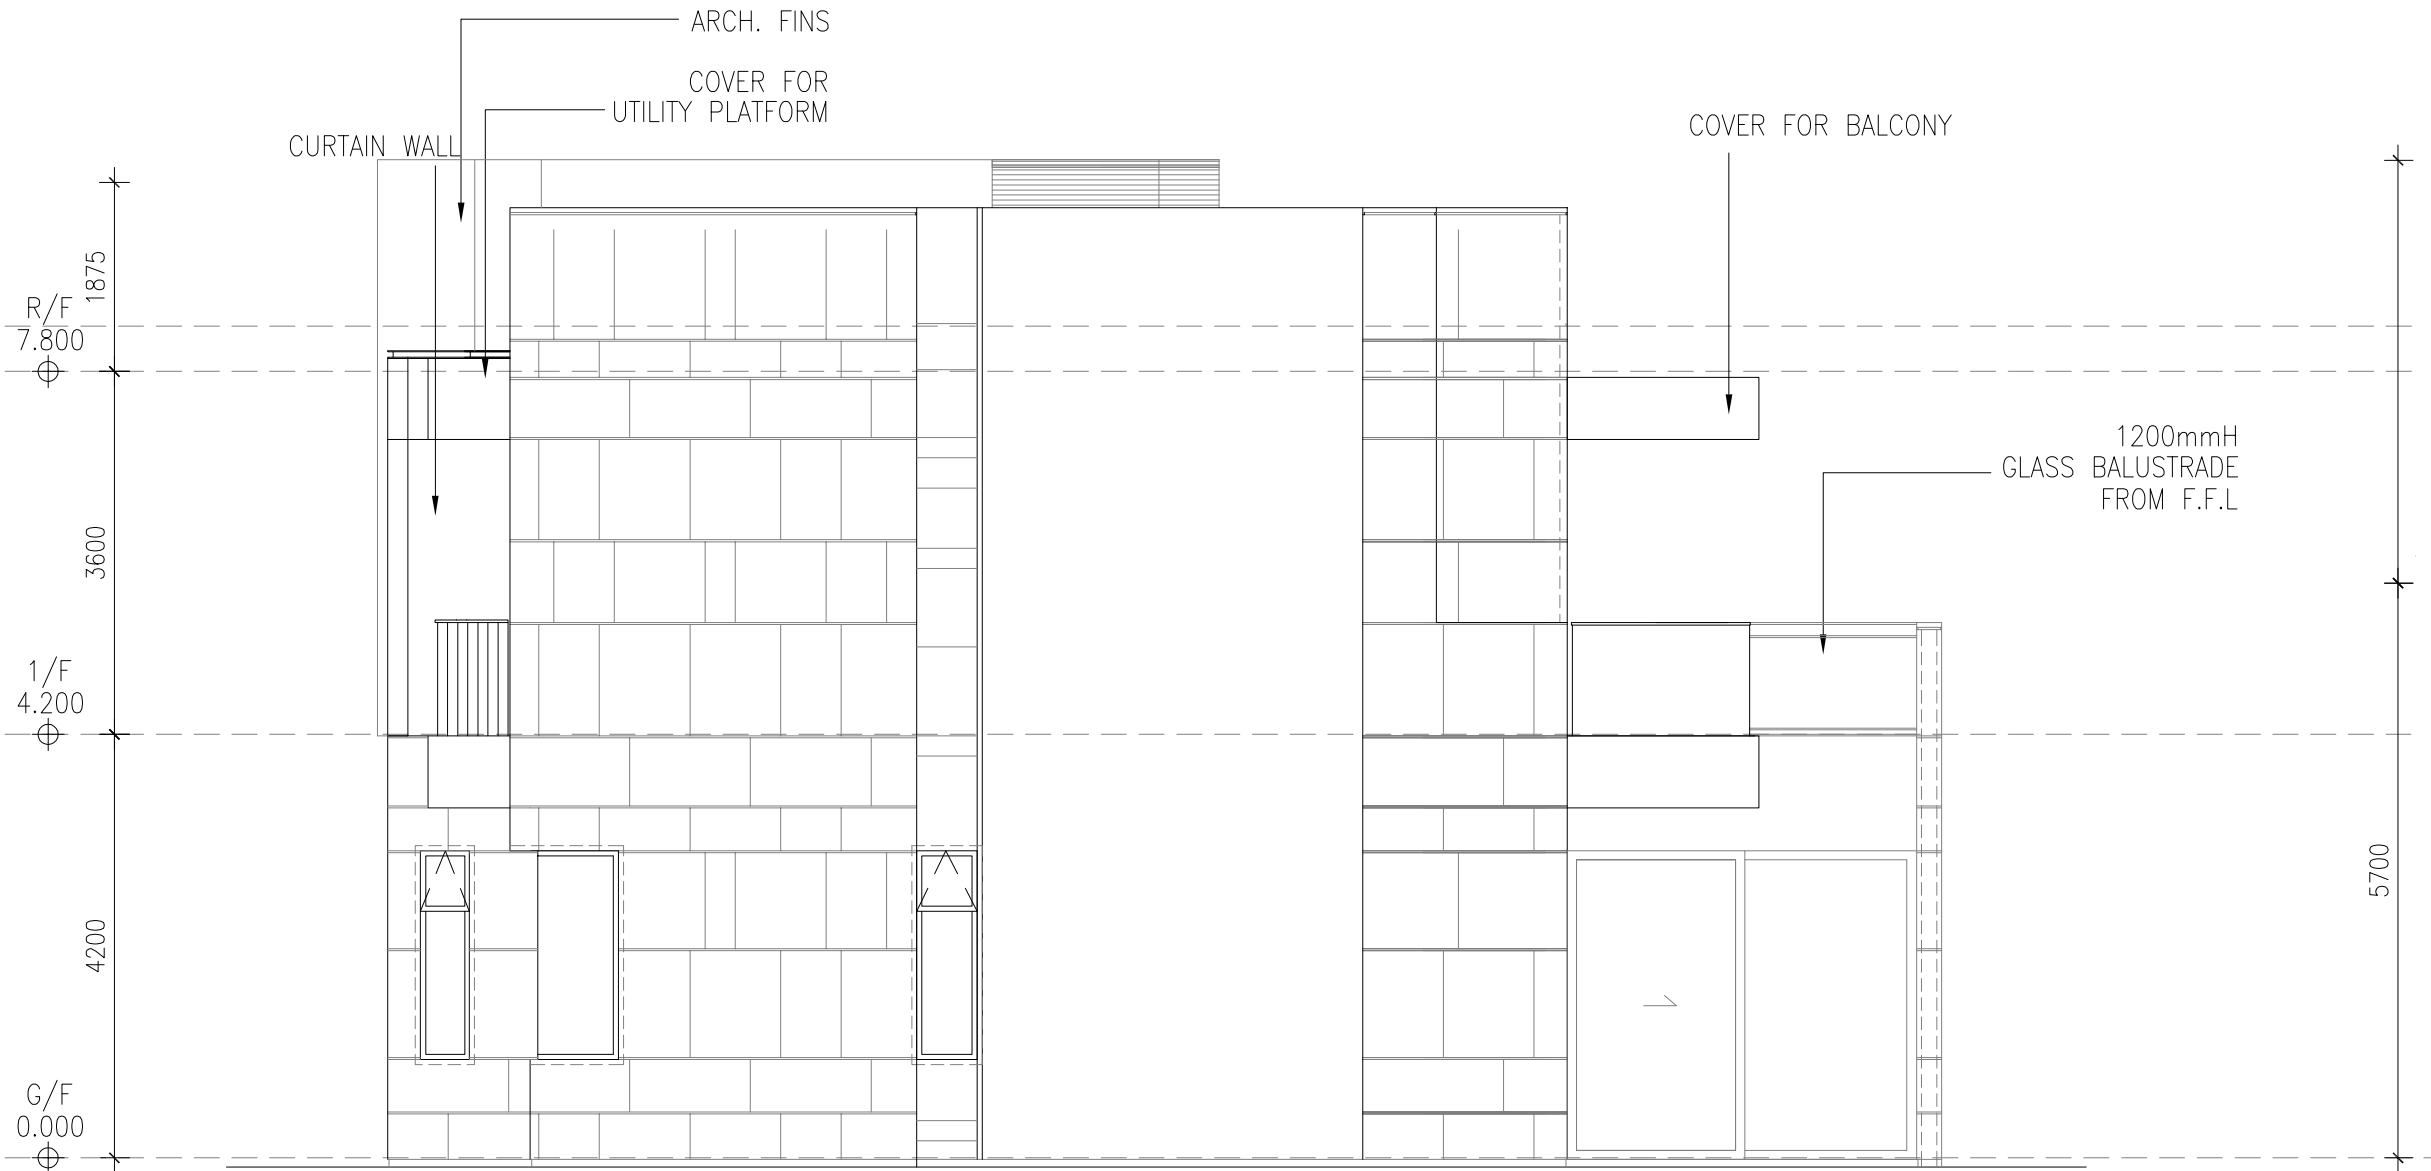 ARCH. FINS
COVER FOR
UTILITY PLATFORM
CURTAIN WALL
COVER FOR BALCONY
1875
R/F
7.800
1200mmH
GLASS BALUSTRADE
FROM F.F.L
3600
1/F
4.200
5700
4200
G/F
0.000